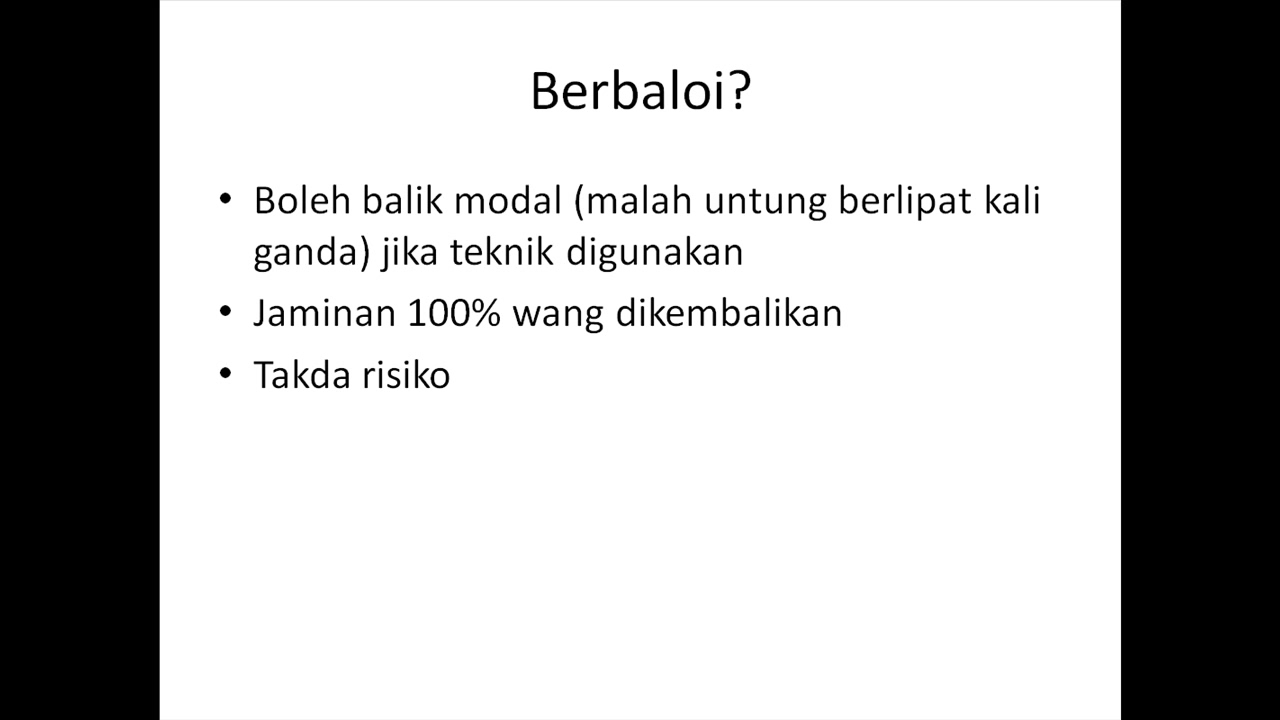 Berbaloi?
• Boleh balik modal (malah untung berlipat kali
ganda) jika teknik digunakan
• Jaminan 100% wang dikembalikan
• Takda risiko